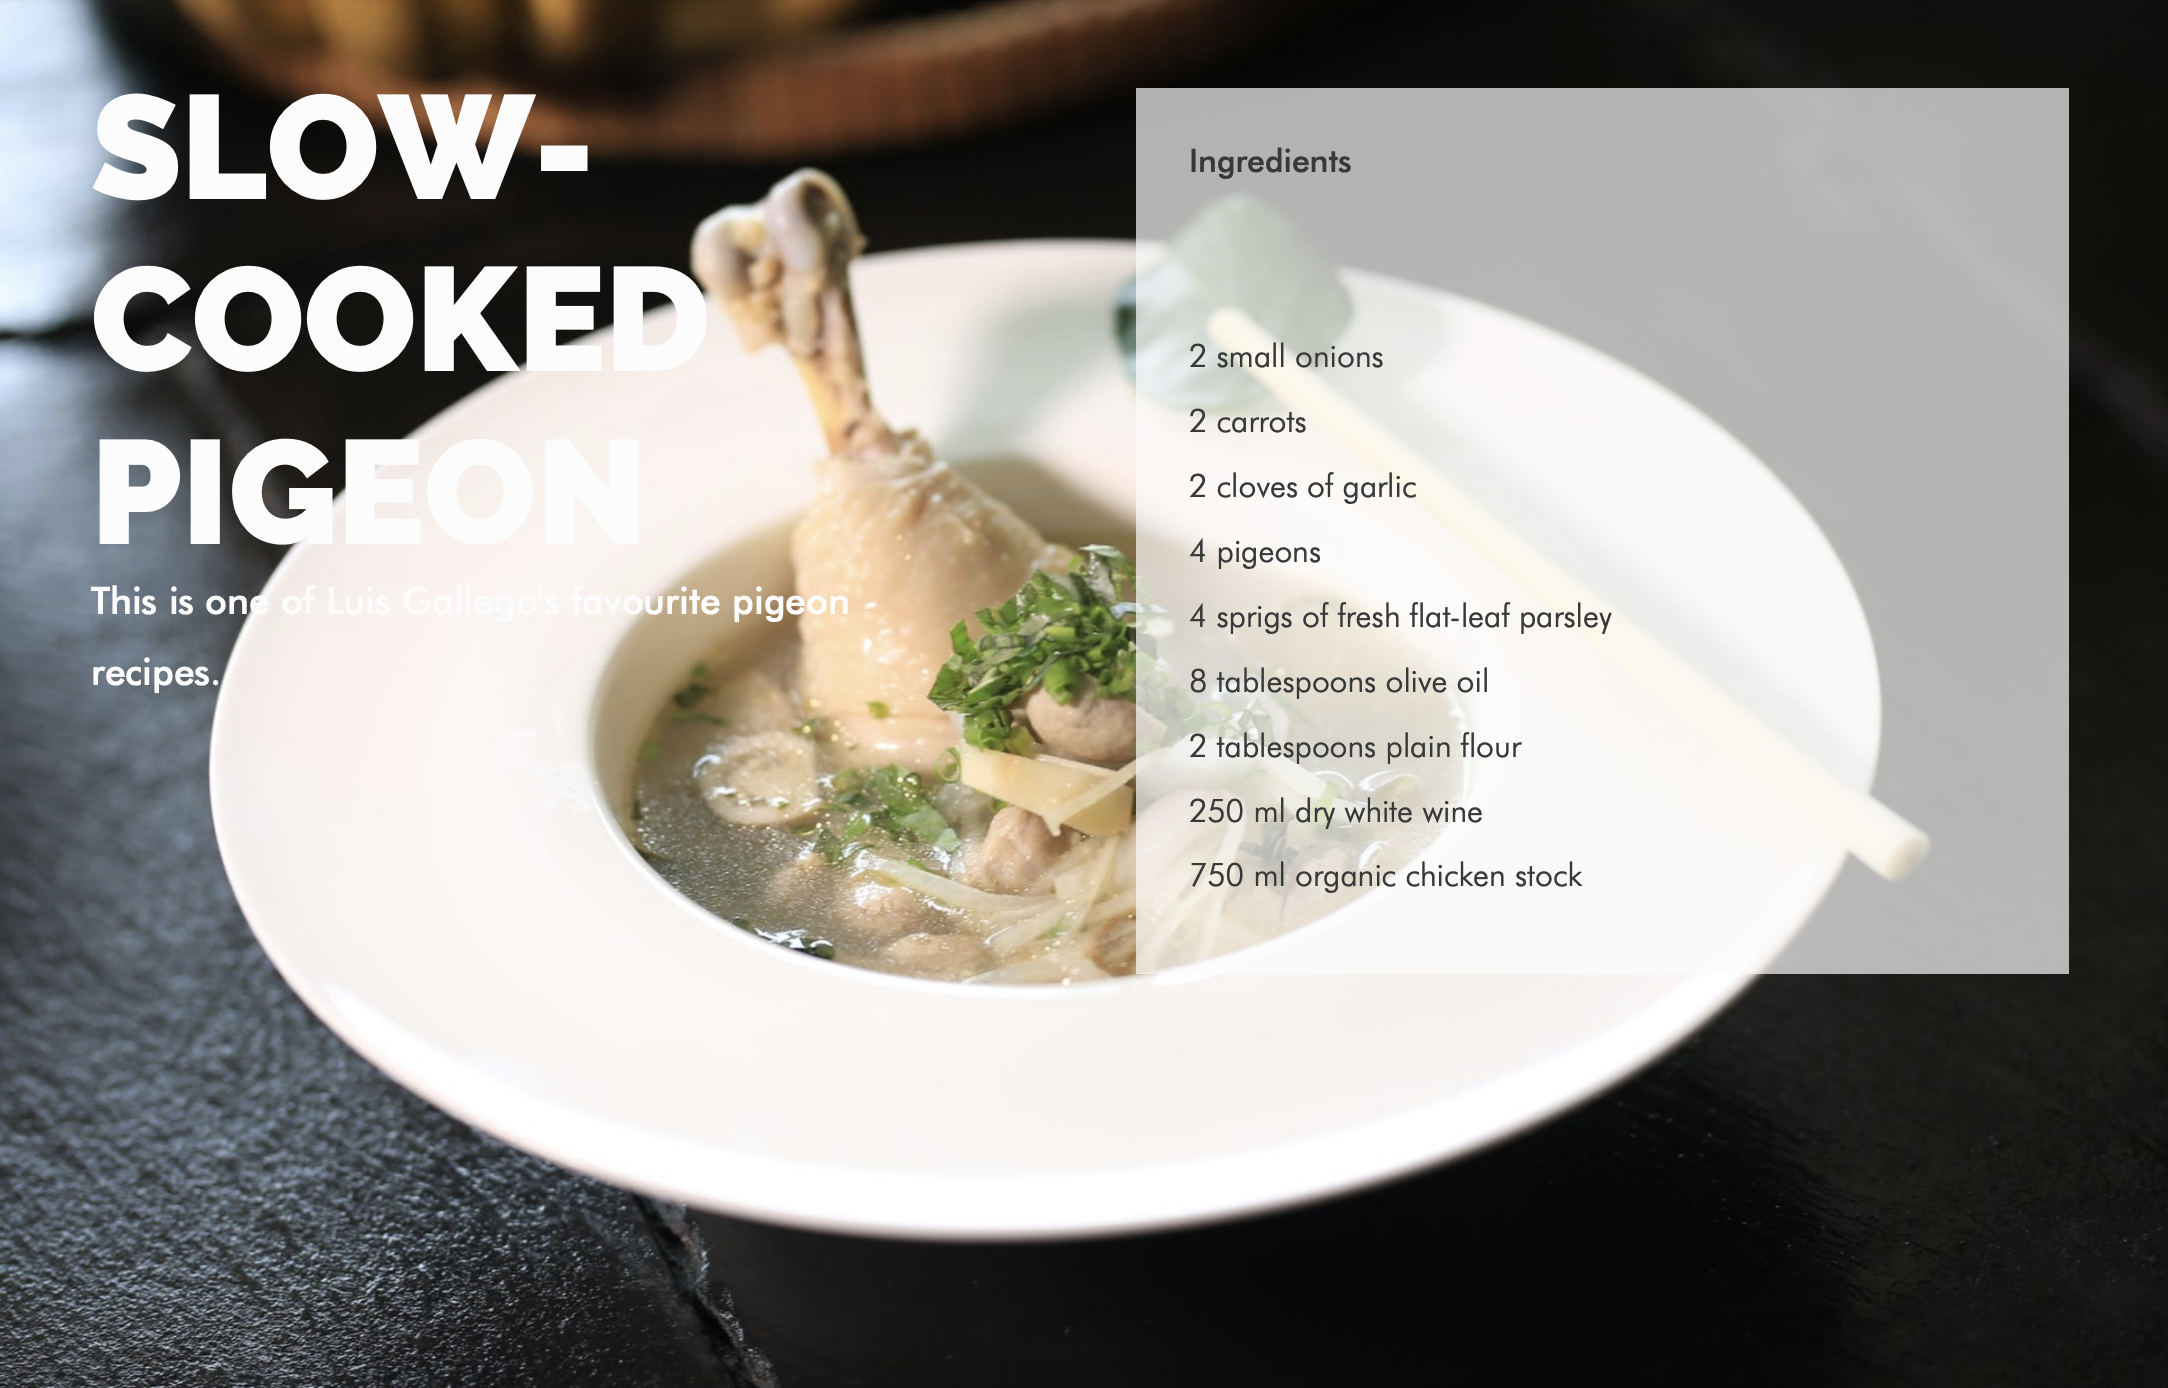 SLOW-
COOKED
PIGEON
This is one of Luis Gallego's favourite pigeon
recipes.
Ingredients
2 small onions
2 carrots
2 cloves of garlic
4 pigeons
4 sprigs of fresh flat-leaf parsley
8 tablespoons olive oil
2 tablespoons plain flour
250 ml dry white wine
750 ml organic chicken stock